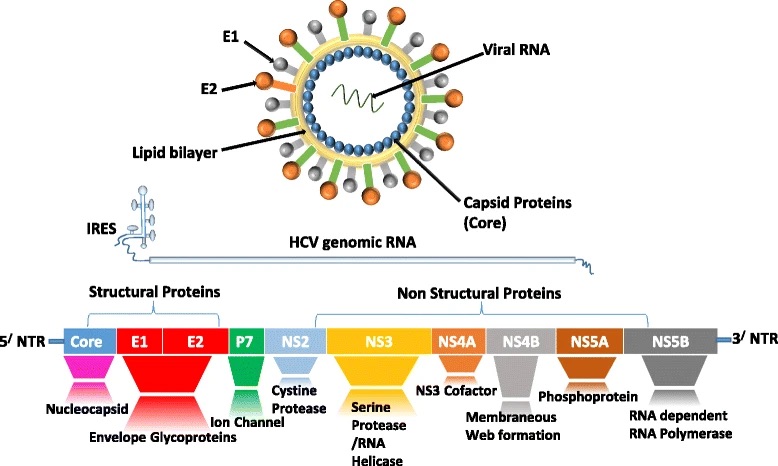 E1
E2
Viral RNA
Lipid bilayer
Capsid Proteins
(Core)
IRES
HCV genomic RNA
Structural Proteins
Non Structural Proteins
5/ NTR
Core
E1
E2
P7
NS2
NS3
NS4A
NS4B
NS5A
NS5B
3/ NTR
Nucleocapsid
Envelope Glycoproteins
Ion Channel
Cystine
Protease
Serine
Protease
/RNA
Helicase
NS3 Cofactor
Membraneous
Web formation
Phosphoprotein
RNA dependent
RNA Polymerase